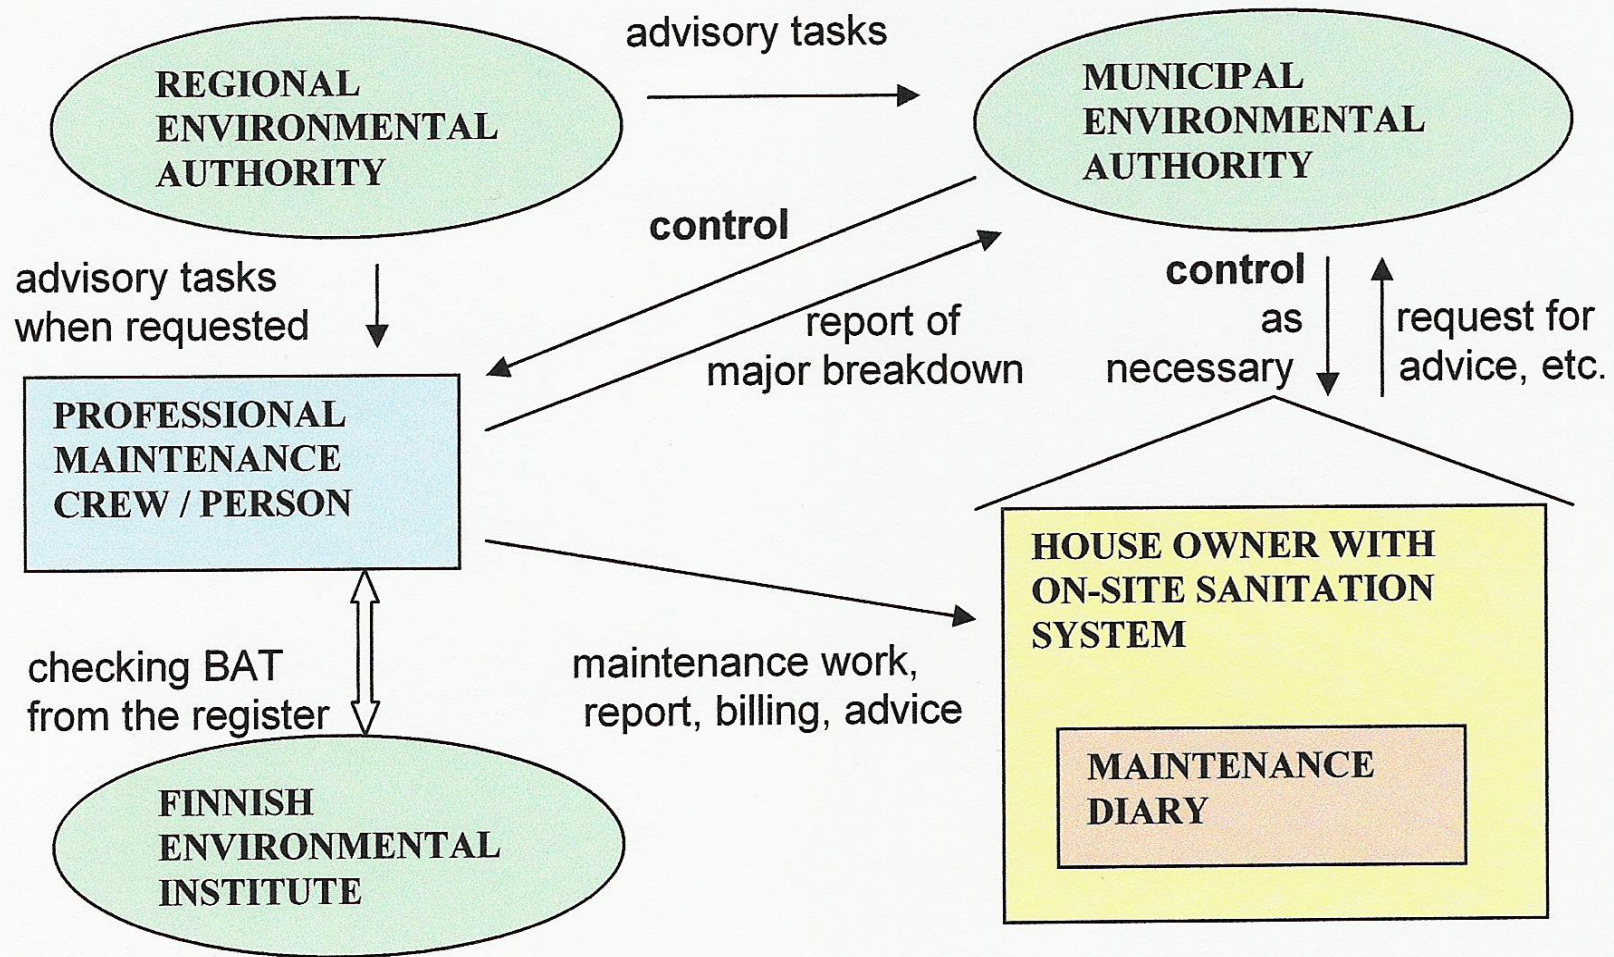 advisory tasks
REGIONAL
ENVIRONMENTAL
AUTHORITY
MUNICIPAL
ENVIRONMENTAL
AUTHORITY
control
advisory tasks
when requested
report of
major breakdown
control
as
necessary
request for
advice, etc.
PROFESSIONAL
MAINTENANCE
CREW / PERSON
HOUSE OWNER WITH
ON-SITE SANITATION
SYSTEM
checking BAT
from the register
maintenance work,
report, billing, advice
MAINTENANCE
DIARY
FINNISH
ENVIRONMENTAL
INSTITUTE